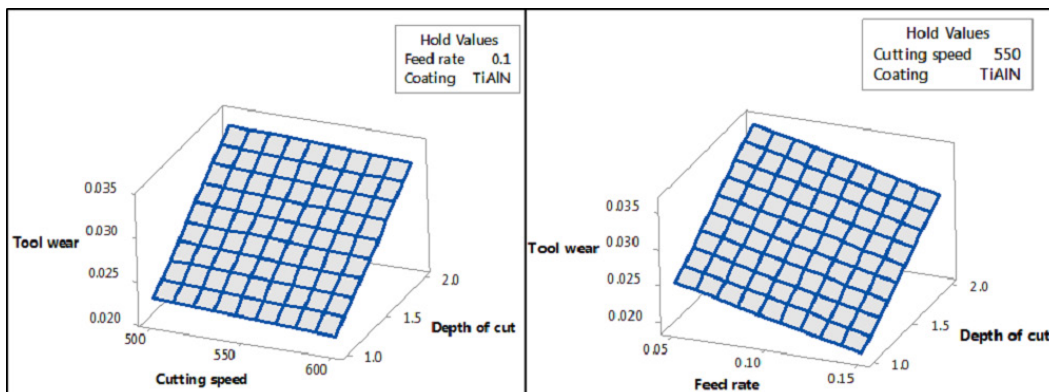 Hold Values
Feed rate 0.1
Coating TiAlN
0.035
0.030
0.025
0.020
Tool wear
500
550
600
Cutting speed
2.0
1.5
1.0
Depth of cut
Hold Values
Cutting speed 550
Coating TiAlN
0.035
0.030
0.025
0.020
Tool wear
0.05
0.10
0.15
Feed rate
2.0
1.5
1.0
Depth of cut